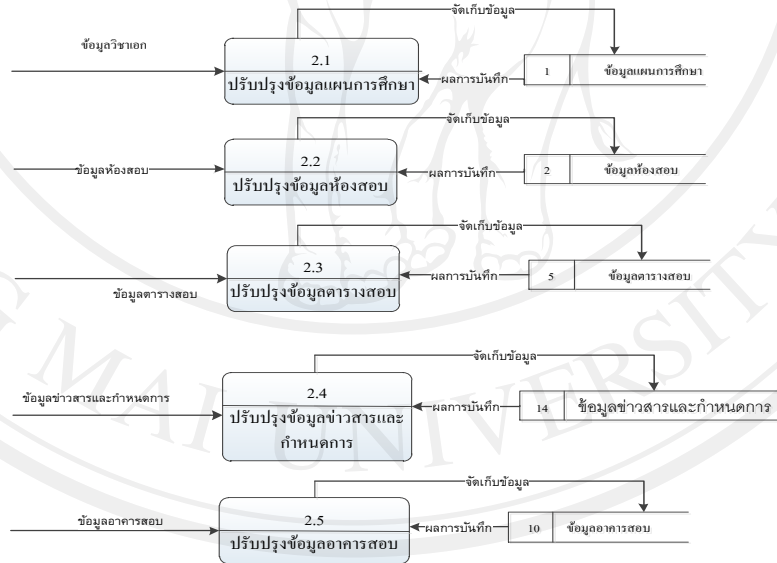 จัดเก็บข้อมูล
ข้อมูลวิชาเอก
2.1
ปรับปรุงข้อมูลแผนการศึกษา
ผลการบันทึก
1
ข้อมูลแผนการศึกษา
จัดเก็บข้อมูล
ข้อมูลห้องสอบ
2.2
ปรับปรุงข้อมูลห้องสอบ
ผลการบันทึก
2
ข้อมูลห้องสอบ
จัดเก็บข้อมูล
ข้อมูลตารางสอบ
2.3
ปรับปรุงข้อมูลตารางสอบ
ผลการบันทึก
5
ข้อมูลตารางสอบ
จัดเก็บข้อมูล
ข้อมูลข่าวสารและกำหนดการ
2.4
ปรับปรุงข้อมูลข่าวสารและ
กำหนดการ
ผลการบันทึก
14
ข้อมูลข่าวสารและกำหนดการ
จัดเก็บข้อมูล
ข้อมูลอาคารสอบ
2.5
ปรับปรุงข้อมูลอาคารสอบ
ผลการบันทึก
10
ข้อมูลอาคารสอบ
G MAI UNIVERSITY